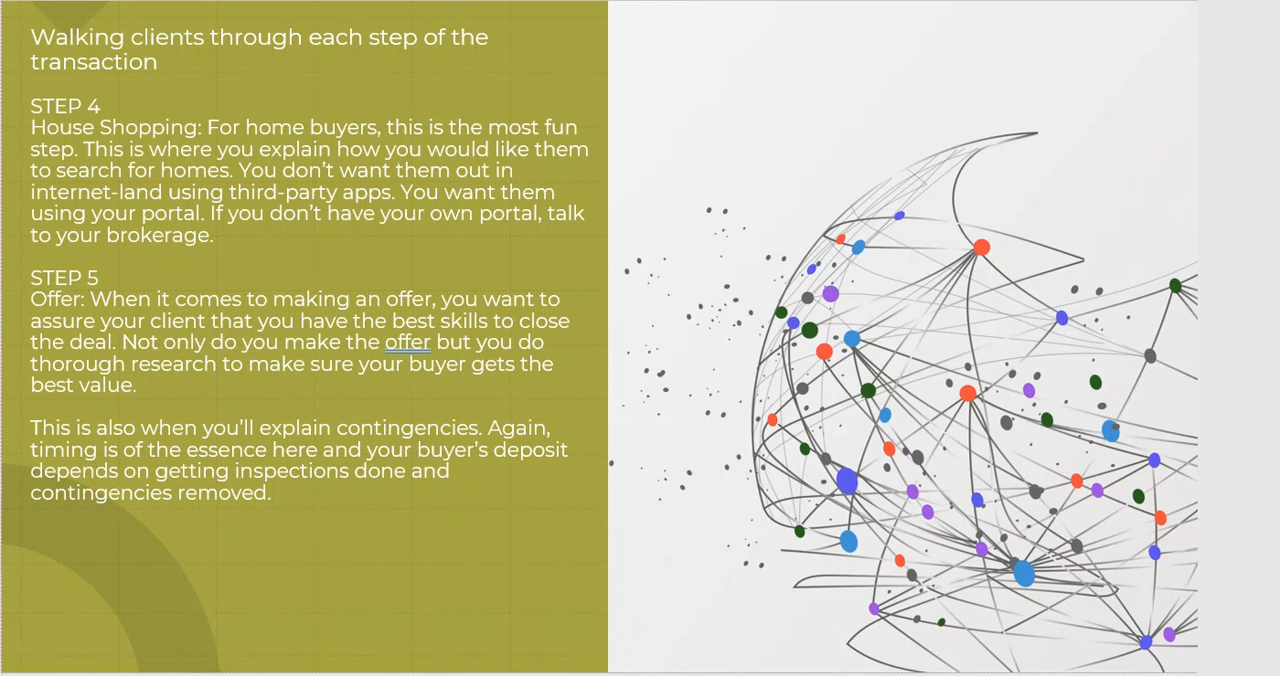 Walking clients through each step of the
transaction
STEP 4
House Shopping: For home buyers, this is the most fun
step. This is where you explain how you would like them
to search for homes. You don’t want them out in
internet-land using third-party apps. You want them
using your portal. If you don’t have your own portal, talk
to your brokerage.
STEP 5
Offer: When it comes to making an offer, you want to
assure your client that you have the best skills to close
the deal. Not only do you make the offer but you do
thorough research to make sure your buyer gets the
best value.
This is also when you’ll explain contingencies. Again,
timing is of the essence here and your buyer’s deposit
depends on getting inspections done and
contingencies removed.